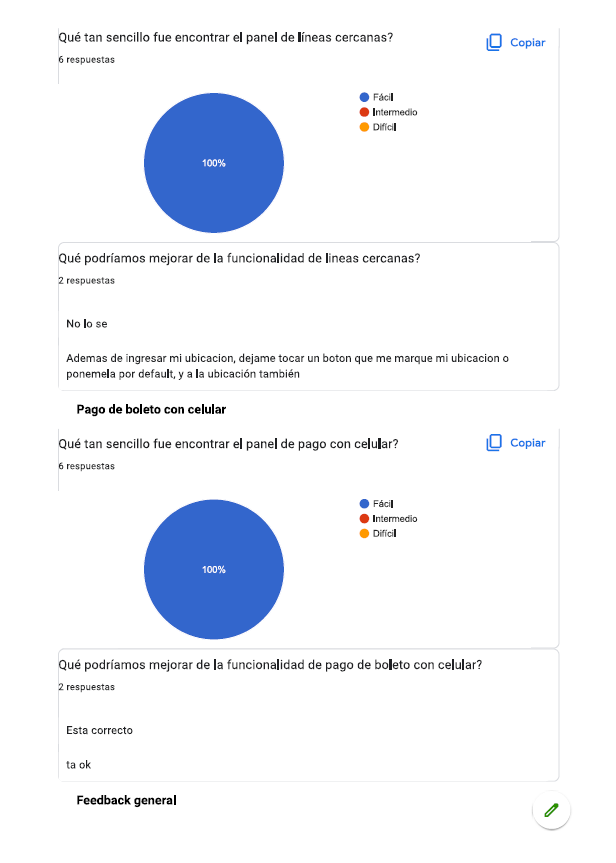 Qué tan sencillo fue encontrar el panel de líneas cercanas?
Copiar
6 respuestas
Fácil
Intermedio
Difícil
100%
Qué podríamos mejorar de la funcionalidad de lineas cercanas?
2 respuestas
No lo se
Ademas de ingresar mi ubicacion, dejame tocar un boton que me marque mi ubicacion o
ponemela por default, y a la ubicación también
Pago de boleto con celular
Qué tan sencillo fue encontrar el panel de pago con celular?
Copiar
6 respuestas
Fácil
Intermedio
Difícil
100%
Qué podríamos mejorar de la funcionalidad de pago de boleto con celular?
2 respuestas
Esta correcto
ta ok
Feedback general